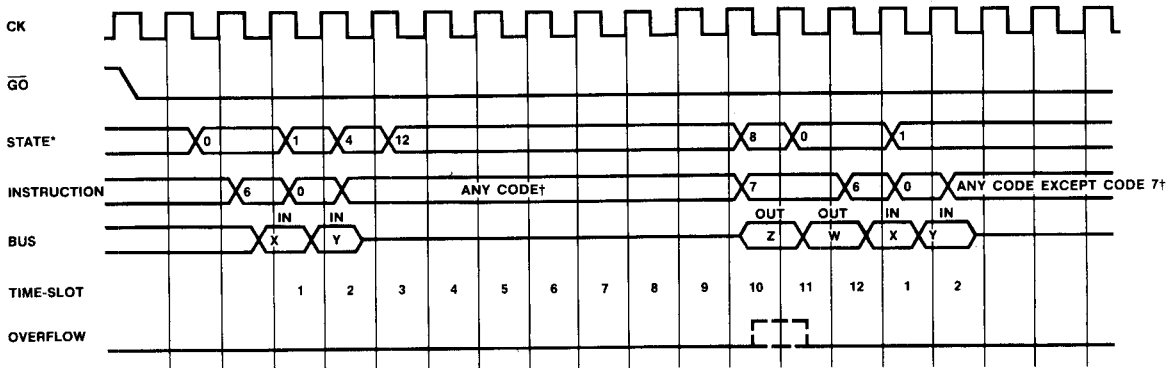 CK
GO
STATE* 0 1 4 12 8 0 1
INSTRUCTION 6 0 ANY CODE† 7 6 0 ANY CODE EXCEPT CODE 7†
IN IN OUT OUT IN IN
BUS X Y Z W X Y
TIME-SLOT 1 2 3 4 5 6 7 8 9 10 11 12 1 2
OVERFLOW